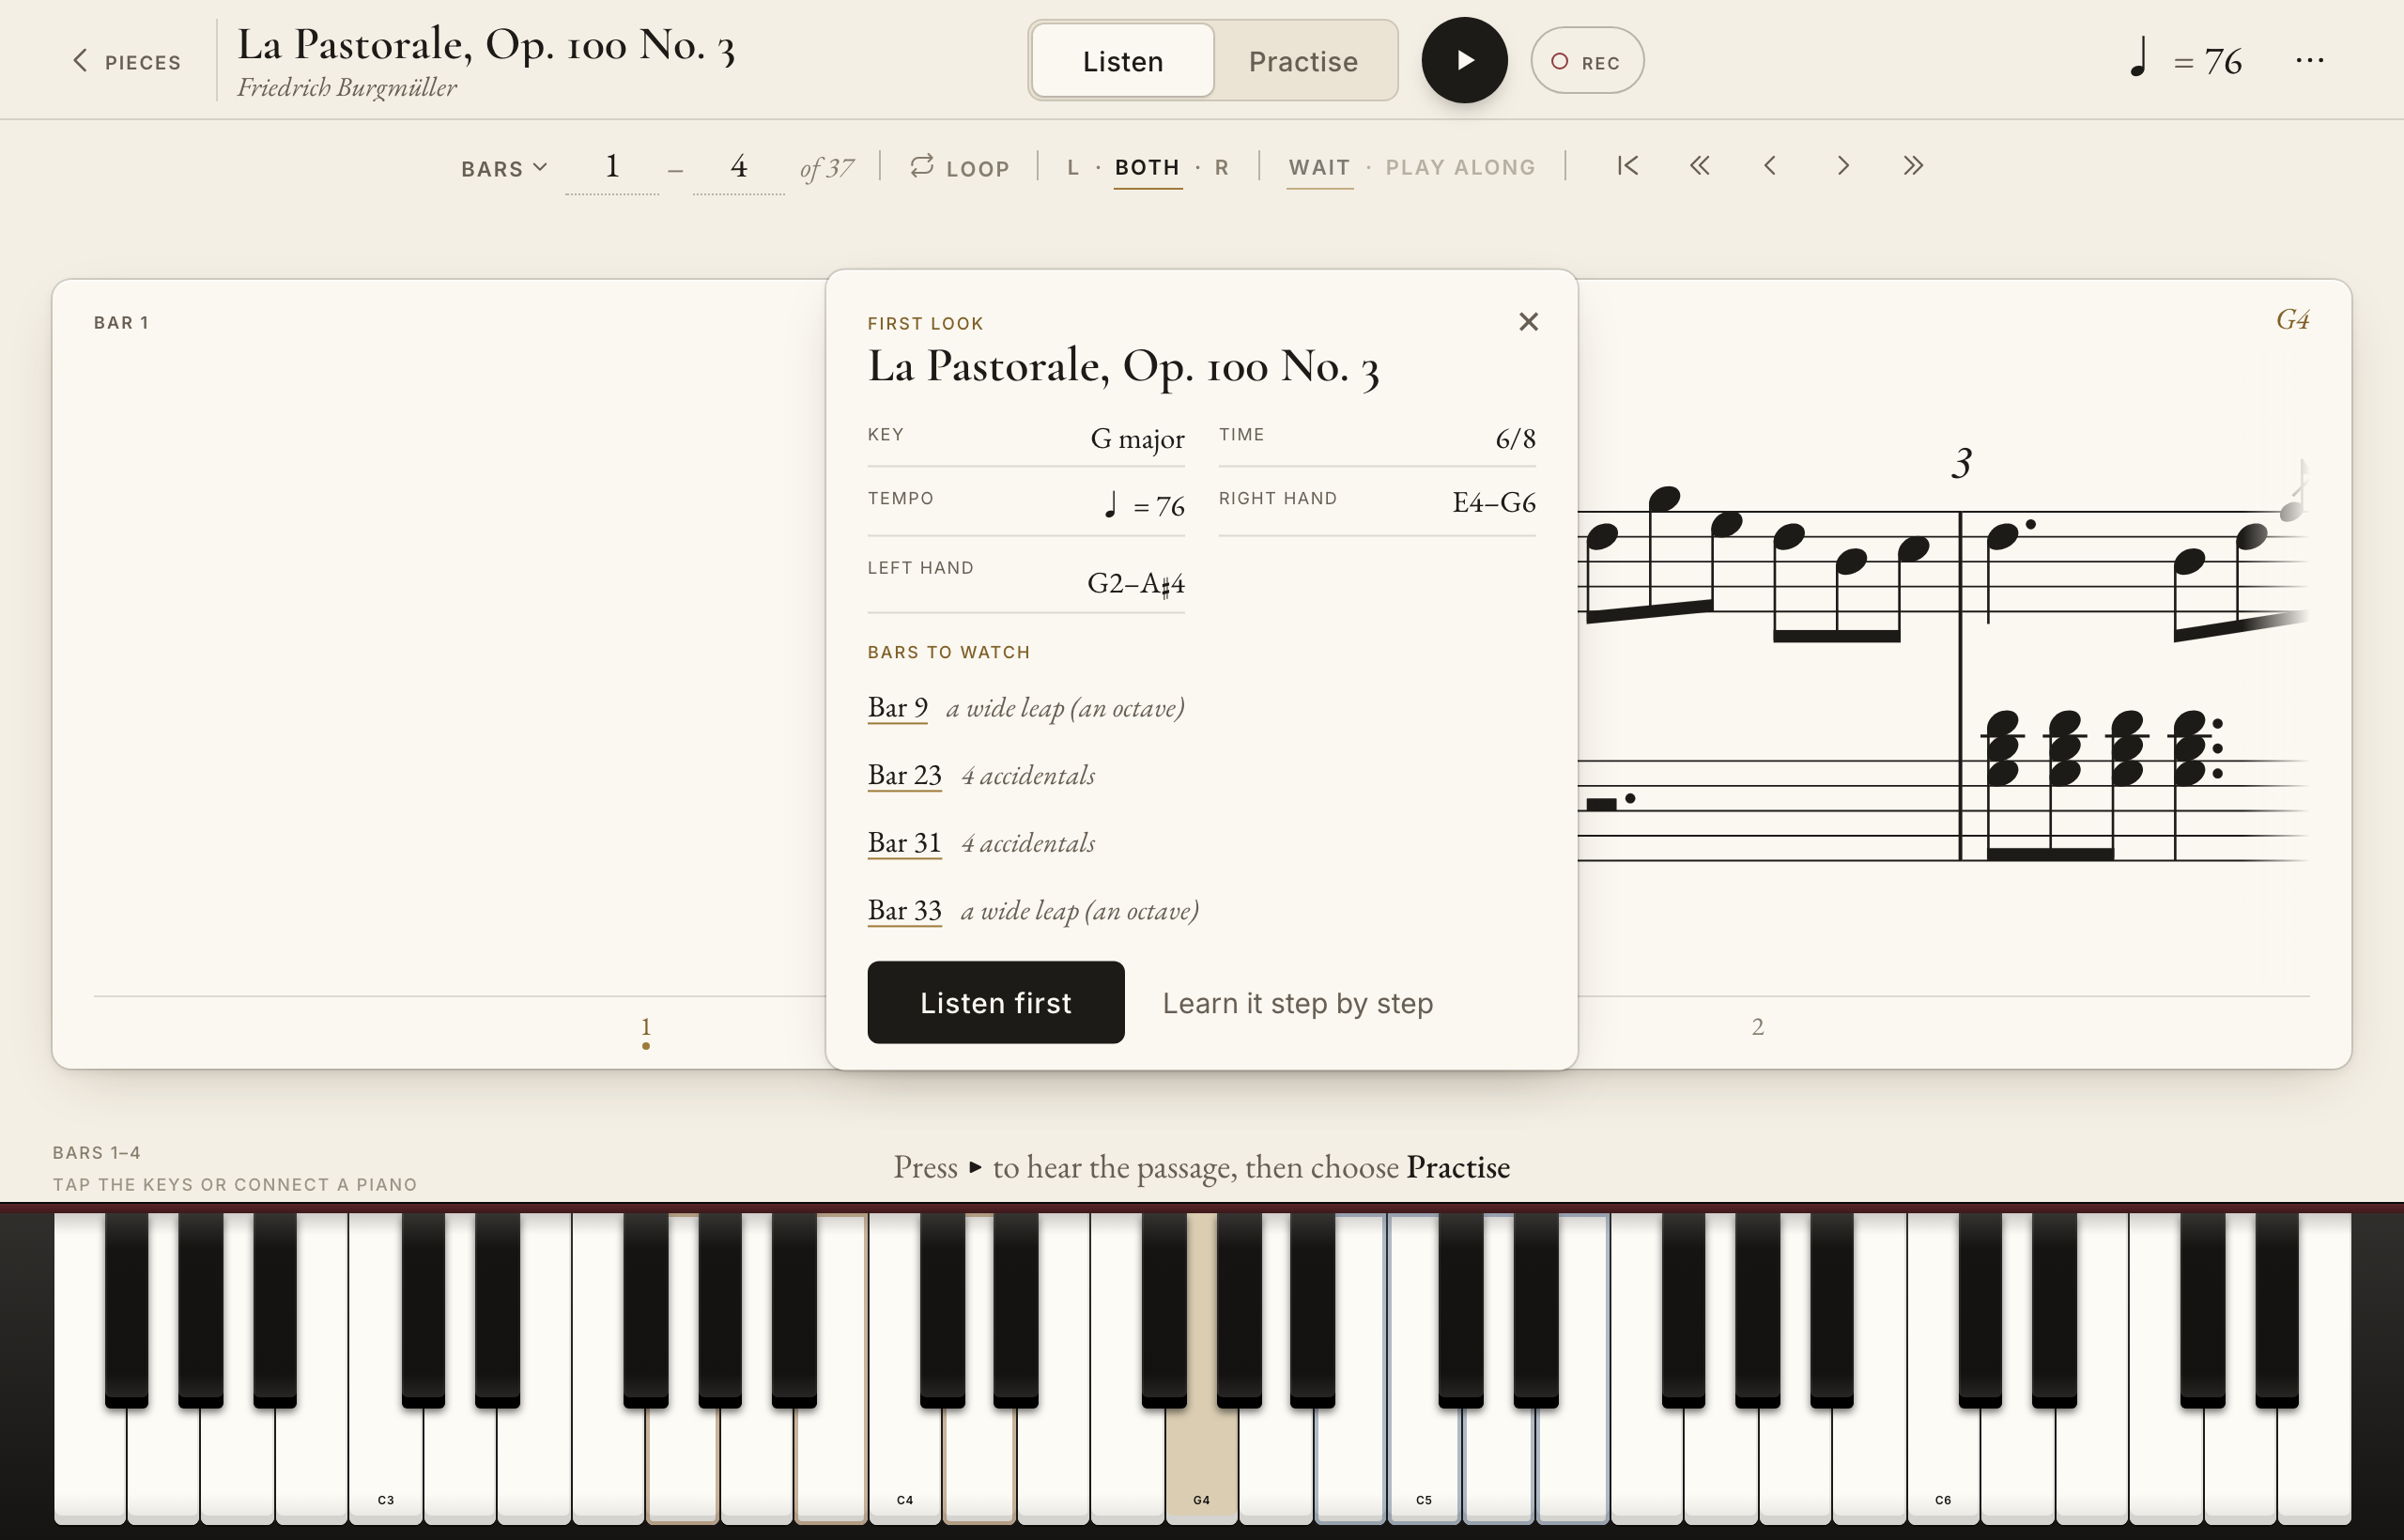 PIECES
La Pastorale, Op. 100 No. 3
Friedrich Burgmüller
Listen
Practise
REC
♩ = 76
···
BARS 1 – 4 of 37
LOOP
L · BOTH · R
WAIT · PLAY ALONG
BAR 1
G4
3
FIRST LOOK
La Pastorale, Op. 100 No. 3
KEY G major
TIME 6/8
TEMPO ♩ = 76
RIGHT HAND E4–G6
LEFT HAND G2–A♯4
BARS TO WATCH
Bar 9 a wide leap (an octave)
Bar 23 4 accidentals
Bar 31 4 accidentals
Bar 33 a wide leap (an octave)
Listen first
Learn it step by step
1
2
BARS 1–4
TAP THE KEYS OR CONNECT A PIANO
Press ▸ to hear the passage, then choose Practise
C3
C4
G4
C5
C6